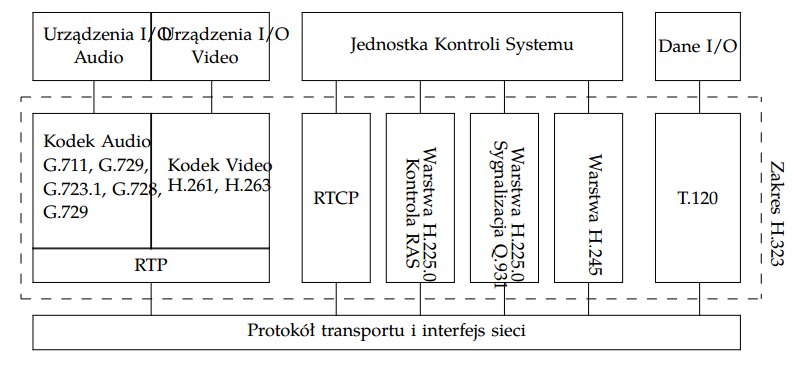 Urządzenia I/O
Audio
Urządzenia I/O
Video
Jednostka Kontroli Systemu
Dane I/O
Kodek Audio
G.711, G.729,
G.723.1, G.728,
G.729
Kodek Video
H.261, H.263
RTP
RTCP
Warstwa H.225.0
Kontrola RAS
Warstwa H.225.0
Sygnalizacja Q.931
Warstwa H.245
T.120
Zakres H.323
Protokół transportu i interfejs sieci